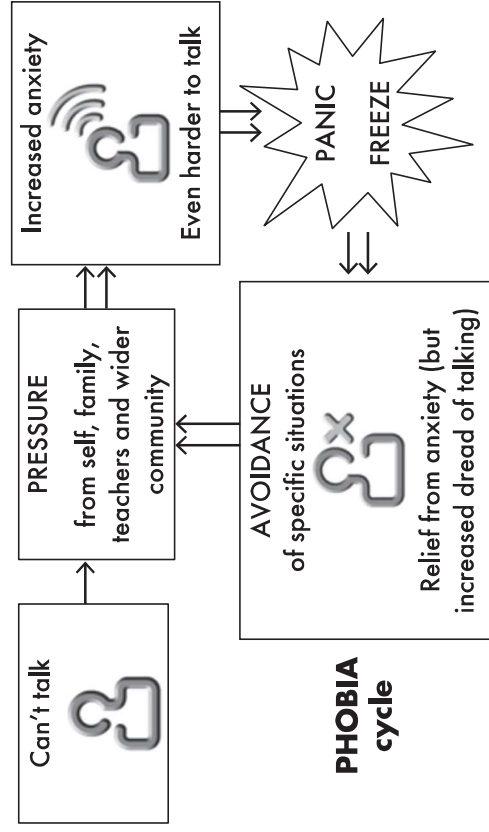 Can't talk
PRESSURE
from self, family,
teachers and wider
community
Increased anxiety
Even harder to talk
PANIC
FREEZE
AVOIDANCE
of specific situations
Relief from anxiety (but
increased dread of talking)
PHOBIA
cycle